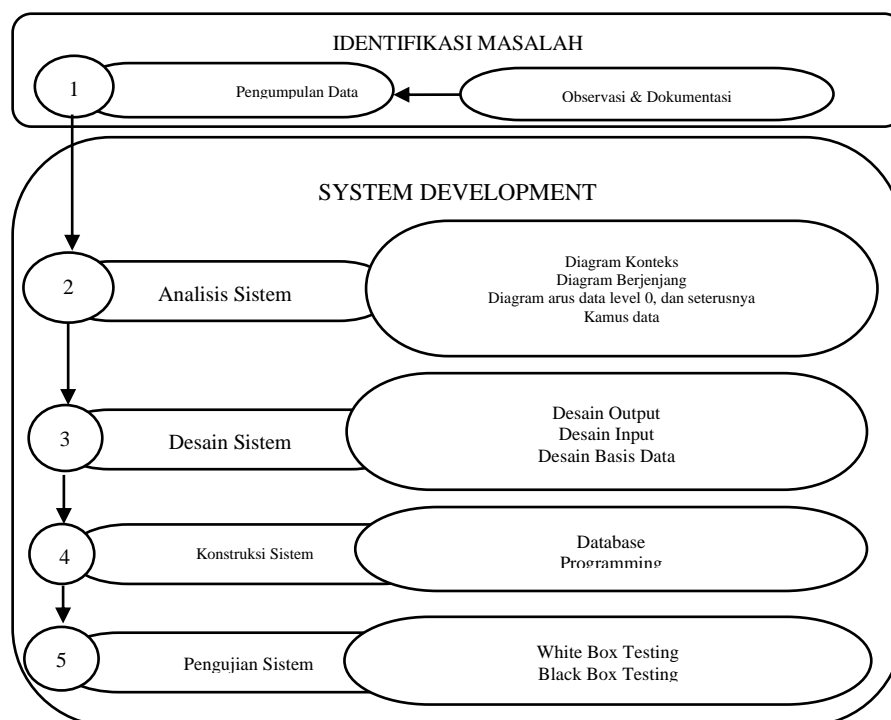 IDENTIFIKASI MASALAH
1
Pengumpulan Data
Observasi & Dokumentasi
SYSTEM DEVELOPMENT
2
Analisis Sistem
Diagram Konteks
Diagram Berjenjang
Diagram arus data level 0, dan seterusnya
Kamus data
3
Desain Sistem
Desain Output
Desain Input
Desain Basis Data
4
Konstruksi Sistem
Database
Programming
5
Pengujian Sistem
White Box Testing
Black Box Testing